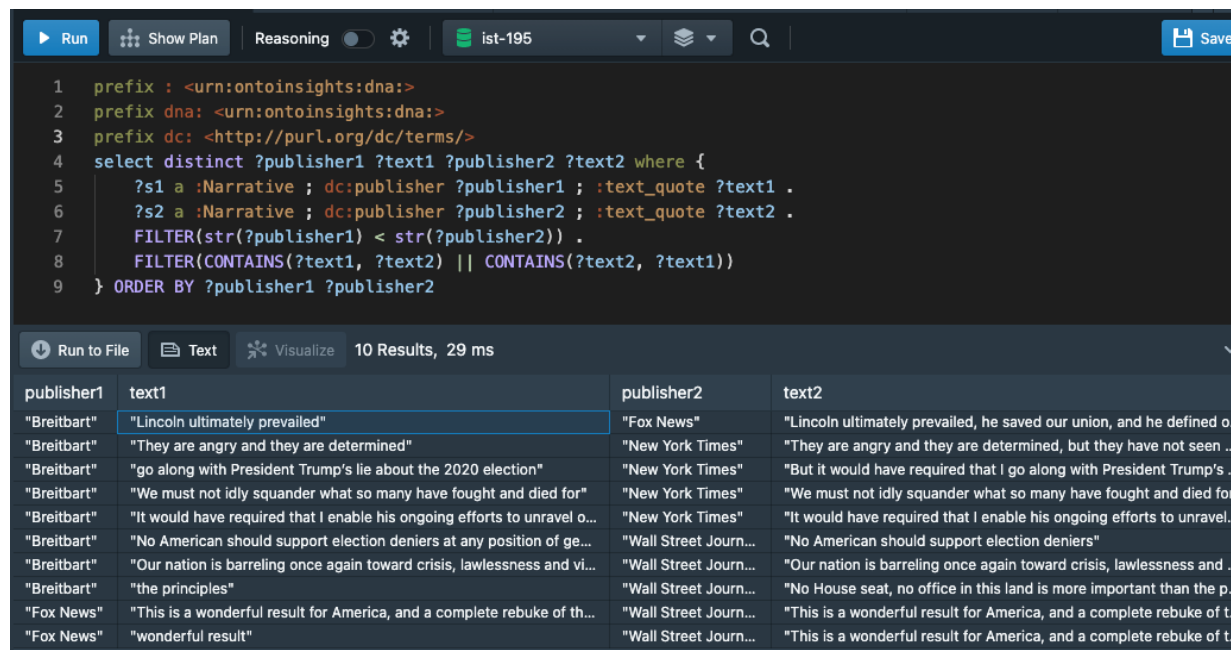 Run Show Plan Reasoning ist-195 Save
1 prefix : <urn:ontoinsights:dna:>
2 prefix dna: <urn:ontoinsights:dna:>
3 prefix dc: <http://purl.org/dc/terms/>
4 select distinct ?publisher1 ?text1 ?publisher2 ?text2 where {
5 ?s1 a :Narrative ; dc:publisher ?publisher1 ; :text_quote ?text1 .
6 ?s2 a :Narrative ; dc:publisher ?publisher2 ; :text_quote ?text2 .
7 FILTER(str(?publisher1) < str(?publisher2)) .
8 FILTER(CONTAINS(?text1, ?text2) || CONTAINS(?text2, ?text1))
9 } ORDER BY ?publisher1 ?publisher2
Run to File Text Visualize 10 Results, 29 ms
publisher1 text1 publisher2 text2
"Breitbart" "Lincoln ultimately prevailed" "Fox News" "Lincoln ultimately prevailed, he saved our union, and he defined o...
"Breitbart" "They are angry and they are determined" "New York Times" "They are angry and they are determined, but they have not seen ...
"Breitbart" "go along with President Trump's lie about the 2020 election" "New York Times" "But it would have required that I go along with President Trump's ...
"Breitbart" "We must not idly squander what so many have fought and died for" "New York Times" "We must not idly squander what so many have fought and died for
"Breitbart" "It would have required that I enable his ongoing efforts to unravel o... "New York Times" "It would have required that I enable his ongoing efforts to unravel...
"Breitbart" "No American should support election deniers at any position of ge... "Wall Street Journ... "No American should support election deniers"
"Breitbart" "Our nation is barreling once again toward crisis, lawlessness and vi... "Wall Street Journ... "Our nation is barreling once again toward crisis, lawlessness and ...
"Breitbart" "the principles" "Wall Street Journ... "No House seat, no office in this land is more important than the p...
"Fox News" "This is a wonderful result for America, and a complete rebuke of th... "Wall Street Journ... "This is a wonderful result for America, and a complete rebuke of t...
"Fox News" "wonderful result" "Wall Street Journ... "This is a wonderful result for America, and a complete rebuke of t...